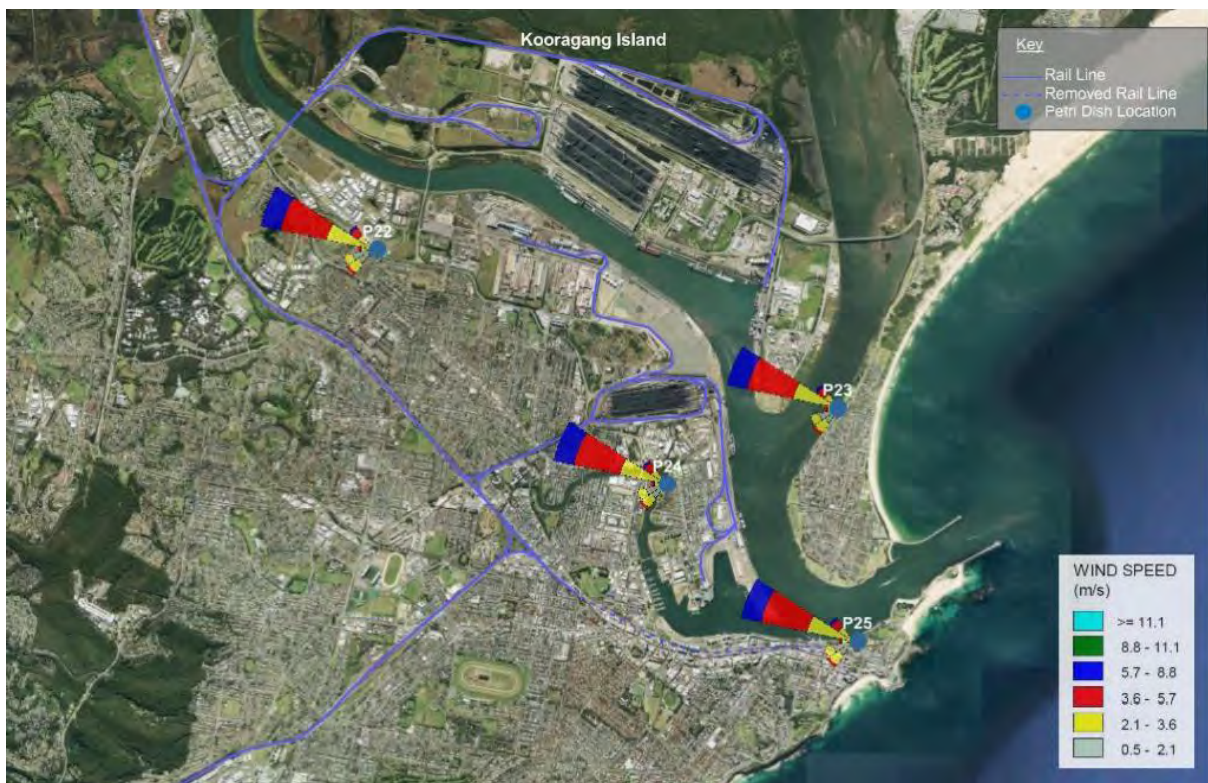 Kooragang Island
Key
Rail Line
Removed Rail Line
Petri Dish Location
P22
P23
P24
P25
WIND SPEED
(m/s)
>= 11.1
8.8 - 11.1
5.7 - 8.8
3.6 - 5.7
2.1 - 3.6
0.5 - 2.1